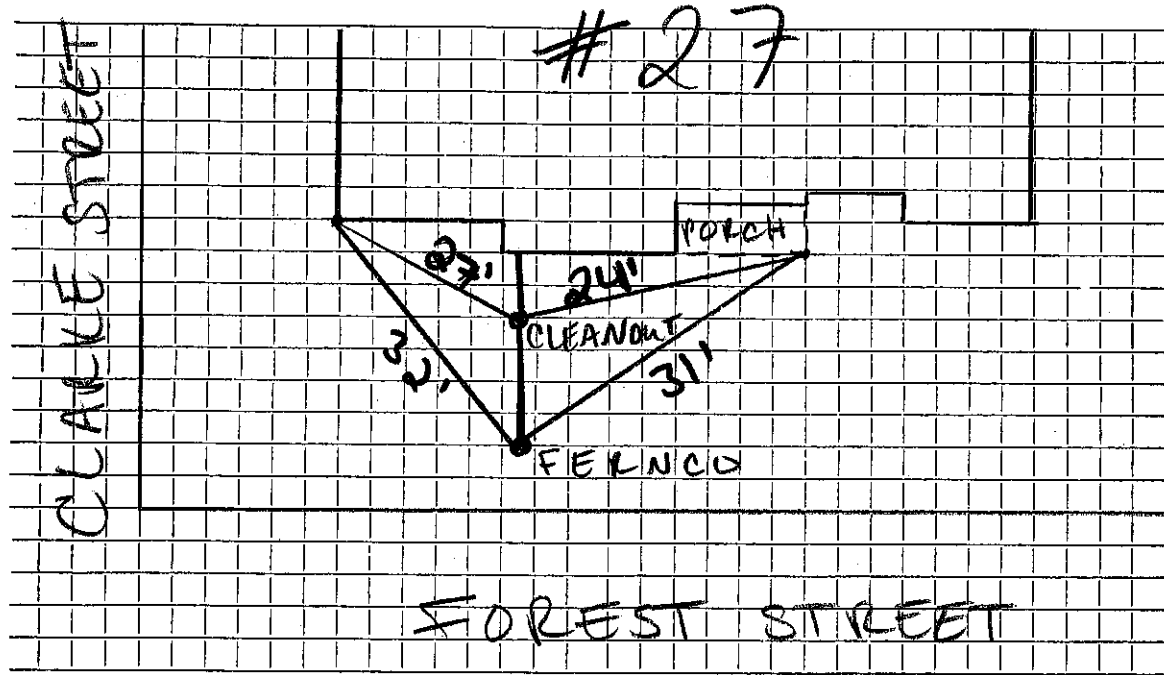 #27
CLARKE STREET
PORCH
27'
24'
CLEANOUT
32'
31'
FERNCO
FOREST STREET